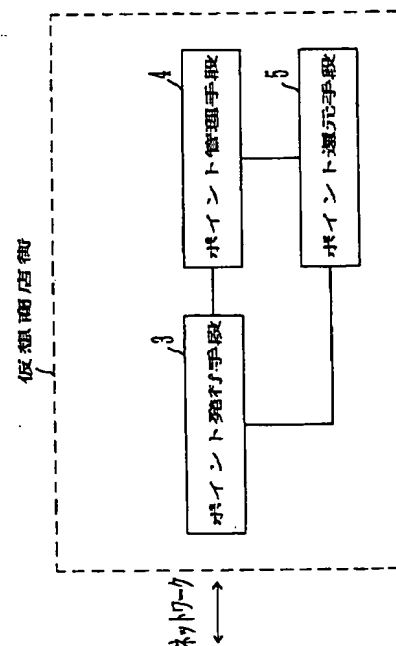 仮想商店街
4
ポイント管理手段
5
ポイント還元手段
3
ポイント発行手段
ネットワーク